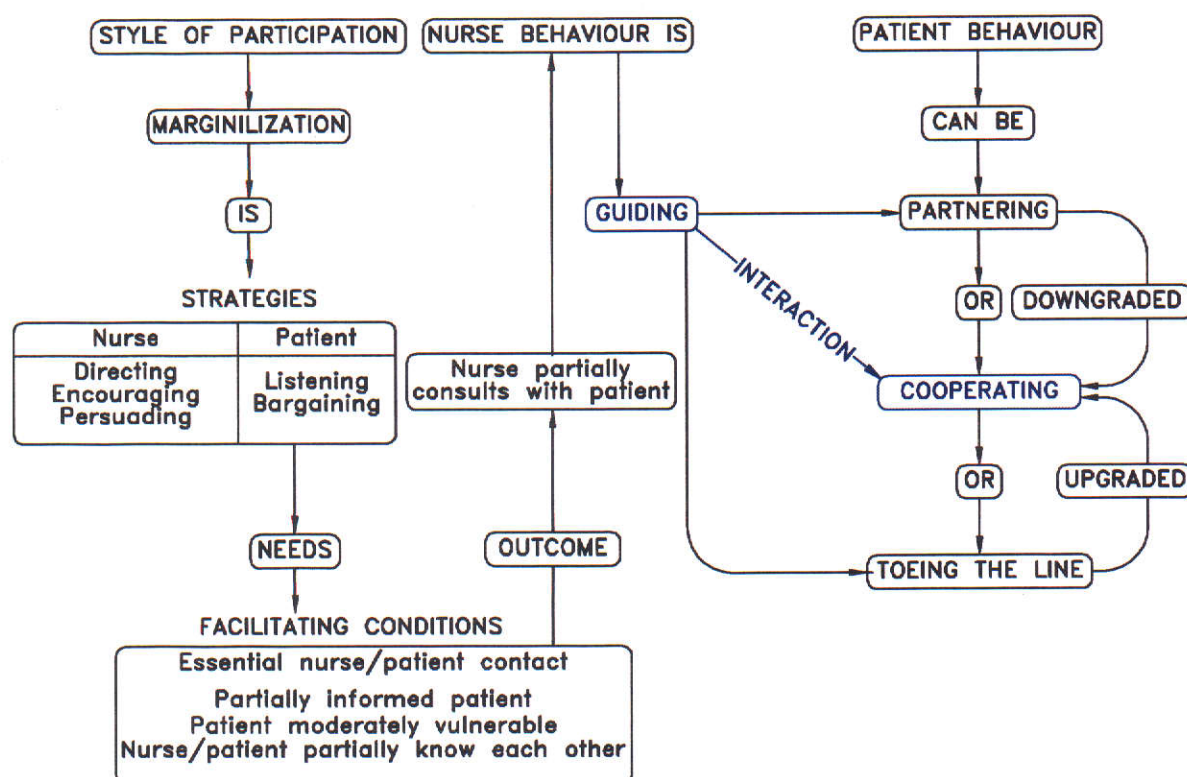 STYLE OF PARTICIPATION
MARGINILIZATION
IS
STRATEGIES
Nurse
Patient
Directing
Encouraging
Persuading
Listening
Bargaining
NEEDS
FACILITATING CONDITIONS
Essential nurse/patient contact
Partially informed patient
Patient moderately vulnerable
Nurse/patient partially know each other
OUTCOME
Nurse partially
consults with patient
NURSE BEHAVIOUR IS
GUIDING
INTERACTION
PATIENT BEHAVIOUR
CAN BE
PARTNERING
OR
DOWNGRADED
COOPERATING
OR
UPGRADED
TOEING THE LINE